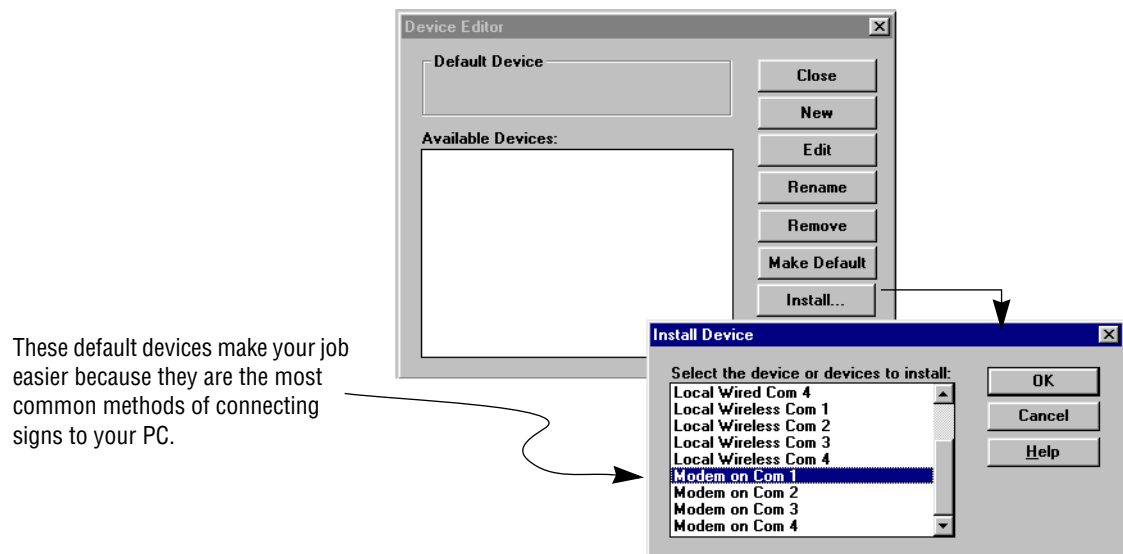 Device Editor
Default Device
Close
New
Available Devices:
Edit
Rename
Remove
Make Default
Install...
These default devices make your job
easier because they are the most
common methods of connecting
signs to your PC.
Install Device
Select the device or devices to install:
Local Wired Com 4
Local Wireless Com 1
Local Wireless Com 2
Local Wireless Com 3
Local Wireless Com 4
Modem on Com 1
Modem on Com 2
Modem on Com 3
Modem on Com 4
OK
Cancel
Help